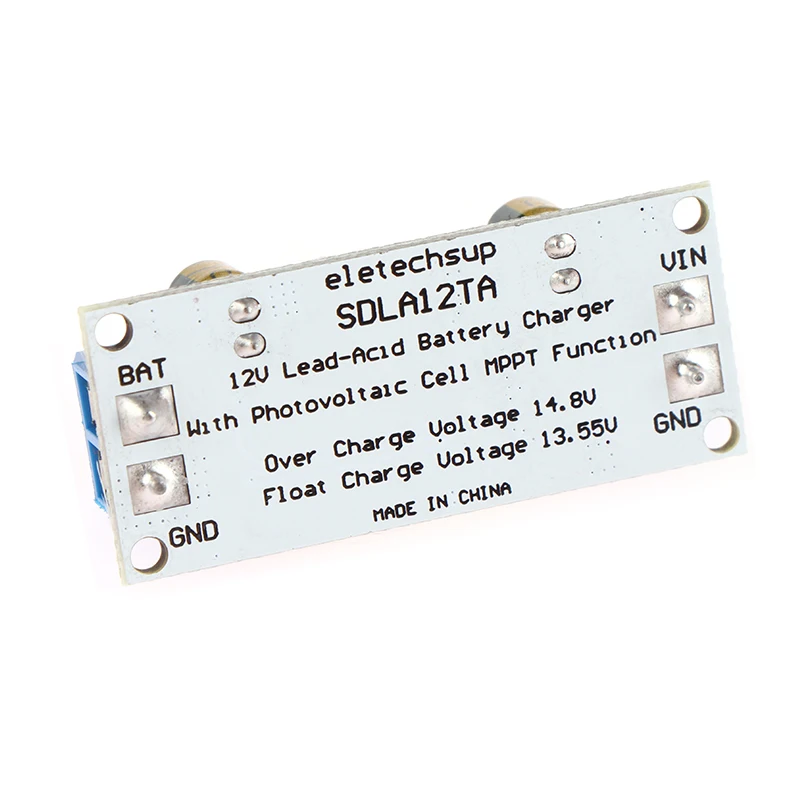 eletechsup
SDLA12TA
VIN
12V Lead-Acid Battery Charger
BAT
With Photovoltaic Cell MPPT Function
Over Charge Voltage 14.8V
GND
Float Charge Voltage 13.55V
MADE IN CHINA
GND